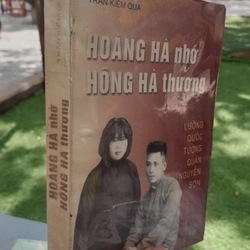 TRẦN KIẾM QUA
HOÀNG HÀ nhớ
HỒNG HÀ thương
LƯỠNG
QUỐC
TƯỚNG
QUÂN
NGUYỄN
SƠN
HOÀNG HÀ nhớ
HỒNG HÀ thương